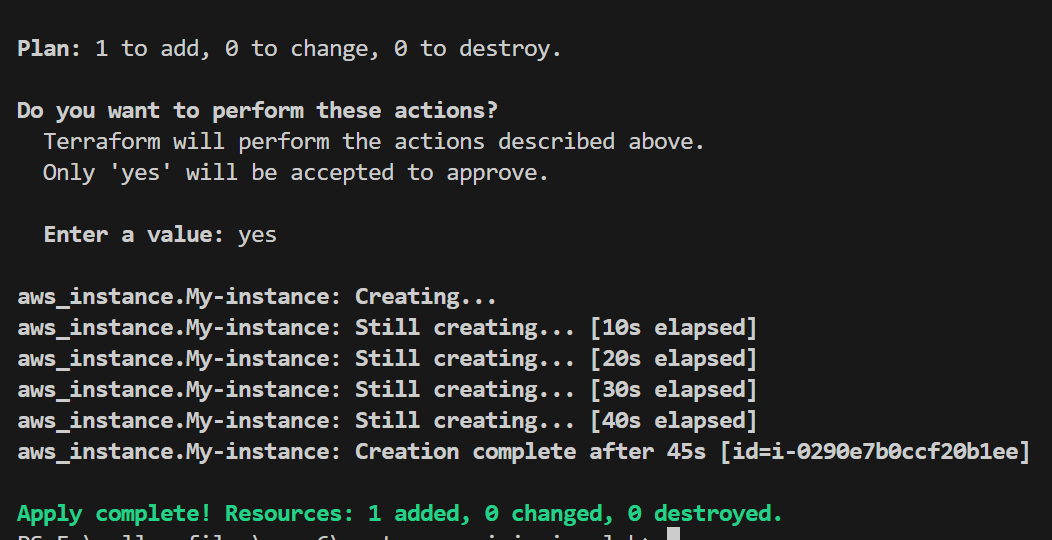 Plan: 1 to add, 0 to change, 0 to destroy.
Do you want to perform these actions?
Terraform will perform the actions described above.
Only 'yes' will be accepted to approve.
Enter a value: yes
aws_instance.My-instance: Creating...
aws_instance.My-instance: Still creating... [10s elapsed]
aws_instance.My-instance: Still creating... [20s elapsed]
aws_instance.My-instance: Still creating... [30s elapsed]
aws_instance.My-instance: Still creating... [40s elapsed]
aws_instance.My-instance: Creation complete after 45s [id=i-0290e7b0ccf20b1ee]
Apply complete! Resources: 1 added, 0 changed, 0 destroyed.